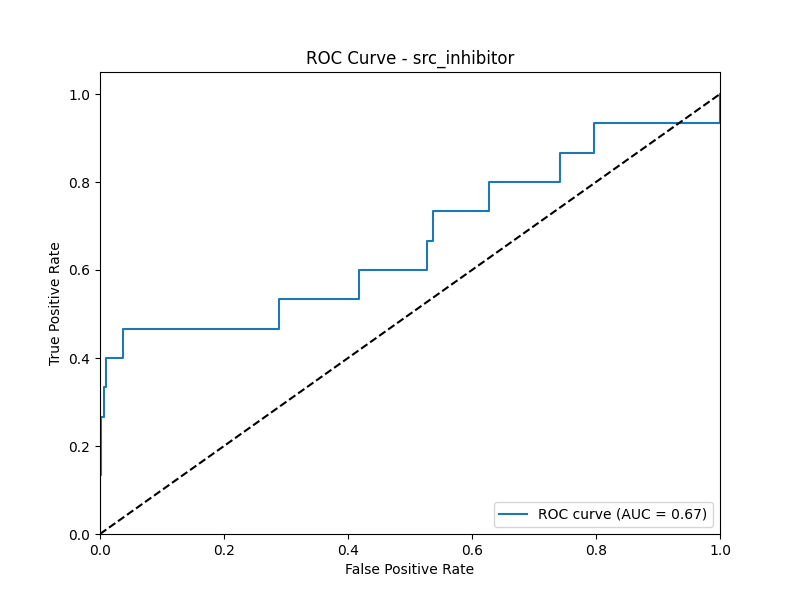 ROC Curve - src_inhibitor
1.0
0.8
0.6
0.4
0.2
0.0
True Positive Rate
ROC curve (AUC = 0.67)
0.0 0.2 0.4 0.6 0.8 1.0
False Positive Rate